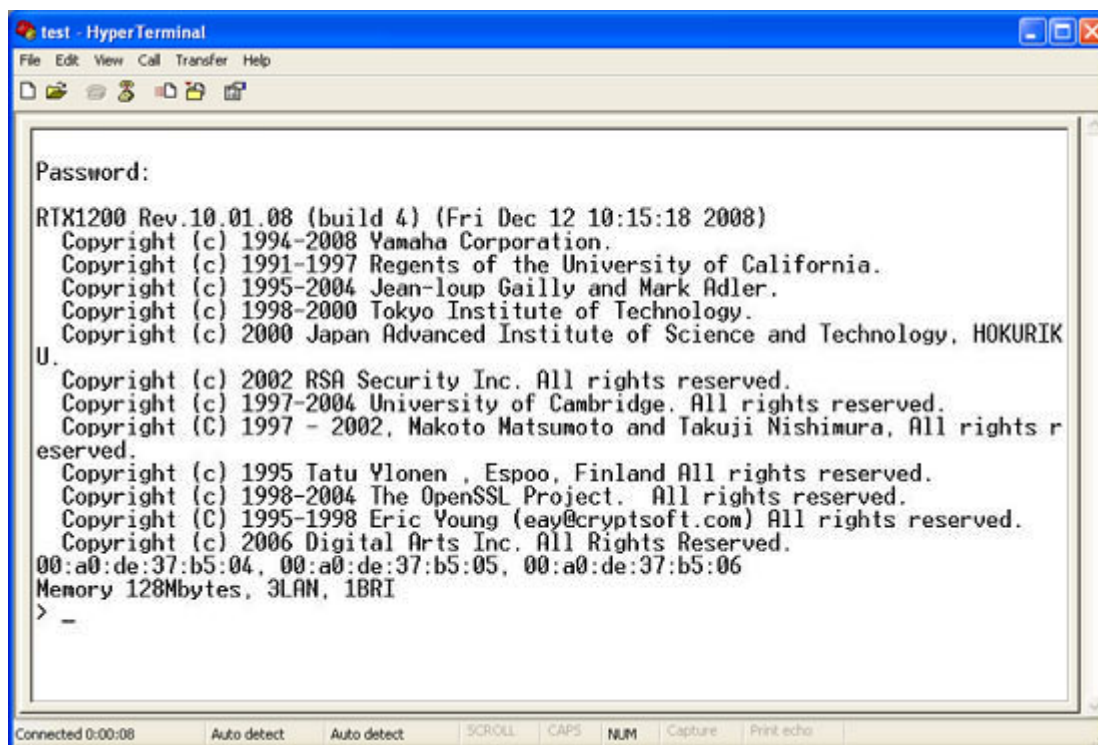 test - HyperTerminal
File Edit View Call Transfer Help
Password:
RTX1200 Rev.10.01.08 (build 4) (Fri Dec 12 10:15:18 2008)
Copyright (c) 1994-2008 Yamaha Corporation.
Copyright (c) 1991-1997 Regents of the University of California.
Copyright (c) 1995-2004 Jean-loup Gailly and Mark Adler.
Copyright (c) 1998-2000 Tokyo Institute of Technology.
Copyright (c) 2000 Japan Advanced Institute of Science and Technology, HOKURIK
U.
Copyright (c) 2002 RSA Security Inc. All rights reserved.
Copyright (c) 1997-2004 University of Cambridge. All rights reserved.
Copyright (C) 1997 - 2002, Makoto Matsumoto and Takuji Nishimura, All rights r
eserved.
Copyright (c) 1995 Tatu Ylonen , Espoo, Finland All rights reserved.
Copyright (c) 1998-2004 The OpenSSL Project.  All rights reserved.
Copyright (C) 1995-1998 Eric Young (eay@cryptsoft.com) All rights reserved.
Copyright (c) 2006 Digital Arts Inc. All Rights Reserved.
00:a0:de:37:b5:04, 00:a0:de:37:b5:05, 00:a0:de:37:b5:06
Memory 128Mbytes, 3LAN, 1BRI
> _
Connected 0:00:08 Auto detect Auto detect SCROLL CAPS NUM Capture Print echo